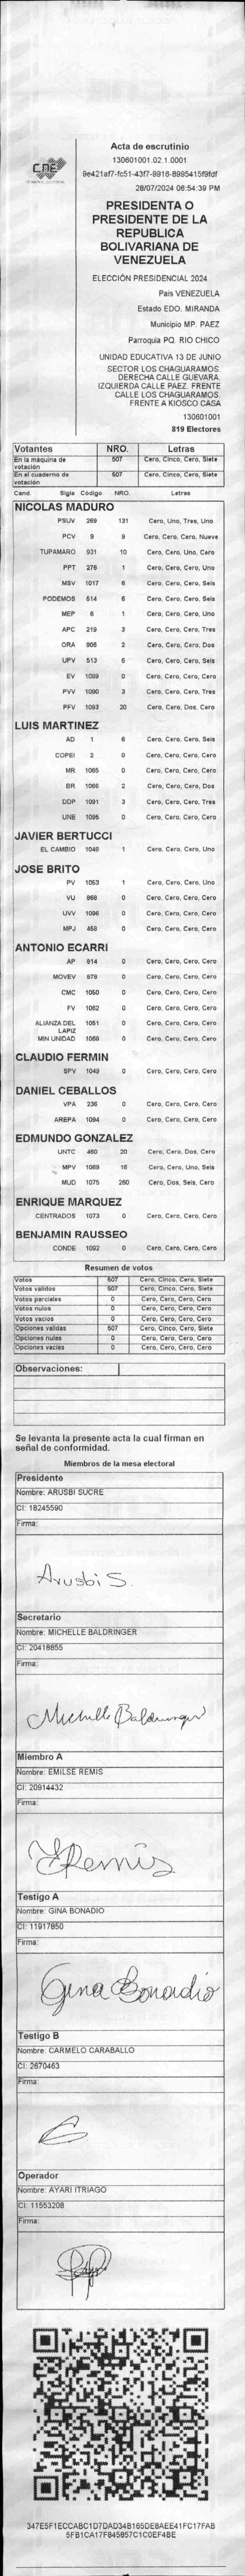 CNE
Acta de escrutinio
130601001.02.1.0001
9e421af7-fc51-43f7-9916-8995415f9fdf
28/07/2024 06:54:39 PM
PRESIDENTA O
PRESIDENTE DE LA
REPUBLICA
BOLIVARIANA DE
VENEZUELA
ELECCIÓN PRESIDENCIAL 2024
Pais VENEZUELA
Estado EDO. MIRANDA
Municipio MP. PAEZ
Parroquia PQ. RIO CHICO
UNIDAD EDUCATIVA 13 DE JUNIO
SECTOR LOS CHAGUARAMOS.
DERECHA CALLE GUEVARA.
IZQUIERDA CALLE PAEZ. FRENTE
CALLE LOS CHAGUARAMOS.
FRENTE A KIOSCO CASA
130601001
819 Electores
Votantes NRO. Letras
En la máquina de votación 507 Cero, Cinco, Cero, Siete
En el cuaderno de votación 507 Cero, Cinco, Cero, Siete
Cand. Sigla Código NRO. Letras
NICOLAS MADURO
PSUV 269 131 Cero, Uno, Tres, Uno
PCV 9 9 Cero, Cero, Cero, Nueve
TUPAMARO 931 10 Cero, Cero, Uno, Cero
PPT 276 1 Cero, Cero, Cero, Uno
MSV 1017 6 Cero, Cero, Cero, Seis
PODEMOS 514 6 Cero, Cero, Cero, Seis
MEP 6 1 Cero, Cero, Cero, Uno
APC 219 3 Cero, Cero, Cero, Tres
ORA 906 2 Cero, Cero, Cero, Dos
UPV 513 6 Cero, Cero, Cero, Seis
EV 1089 0 Cero, Cero, Cero, Cero
PVV 1090 3 Cero, Cero, Cero, Tres
PFV 1093 20 Cero, Cero, Dos, Cero
LUIS MARTINEZ
AD 1 6 Cero, Cero, Cero, Seis
COPEI 2 0 Cero, Cero, Cero, Cero
MR 1065 0 Cero, Cero, Cero, Cero
BR 1066 2 Cero, Cero, Cero, Dos
DDP 1091 3 Cero, Cero, Cero, Tres
UNE 1095 0 Cero, Cero, Cero, Cero
JAVIER BERTUCCI
EL CAMBIO 1048 1 Cero, Cero, Cero, Uno
JOSE BRITO
PV 1053 1 Cero, Cero, Cero, Uno
VU 868 0 Cero, Cero, Cero, Cero
UVV 1096 0 Cero, Cero, Cero, Cero
MPJ 458 0 Cero, Cero, Cero, Cero
ANTONIO ECARRI
AP 814 0 Cero, Cero, Cero, Cero
MOVEV 878 0 Cero, Cero, Cero, Cero
CMC 1050 0 Cero, Cero, Cero, Cero
FV 1062 0 Cero, Cero, Cero, Cero
ALIANZA DEL LAPIZ 1051 0 Cero, Cero, Cero, Cero
MIN UNIDAD 1068 0 Cero, Cero, Cero, Cero
CLAUDIO FERMIN
SPV 1049 0 Cero, Cero, Cero, Cero
DANIEL CEBALLOS
VPA 236 0 Cero, Cero, Cero, Cero
AREPA 1094 0 Cero, Cero, Cero, Cero
EDMUNDO GONZALEZ
UNTC 460 20 Cero, Cero, Dos, Cero
MPV 1069 16 Cero, Cero, Uno, Seis
MUD 1075 260 Cero, Dos, Seis, Cero
ENRIQUE MARQUEZ
CENTRADOS 1073 0 Cero, Cero, Cero, Cero
BENJAMIN RAUSSEO
CONDE 1092 0 Cero, Cero, Cero, Cero
Resumen de votos
Votos 507 Cero, Cinco, Cero, Siete
Votos validos 507 Cero, Cinco, Cero, Siete
Votos parciales 0 Cero, Cero, Cero, Cero
Votos nulos 0 Cero, Cero, Cero, Cero
Votos vacios 0 Cero, Cero, Cero, Cero
Opciones validas 507 Cero, Cinco, Cero, Siete
Opciones nulas 0 Cero, Cero, Cero, Cero
Opciones vacias 0 Cero, Cero, Cero, Cero
Observaciones:
Se levanta la presente acta la cual firman en
señal de conformidad.
Miembros de la mesa electoral
Presidente
Nombre: ARUSBI SUCRE
CI: 18245590
Firma:
Arusbi S
Secretario
Nombre: MICHELLE BALDRINGER
CI: 20418855
Firma:
Michelle Baldringer
Miembro A
Nombre: EMILSE REMIS
CI: 20914432
Firma:
Remis
Testigo A
Nombre: GINA BONADIO
CI: 11917850
Firma:
Gina Bonadio
Testigo B
Nombre: CARMELO CARABALLO
CI: 2670463
Firma:
Operador
Nombre: AYARI ITRIAGO
CI: 11553208
Firma:
347E5F1ECCABC1D7DAD34B165DE8AEE41FC17FAB
5FB1CA17F845957C1C0EF4BE